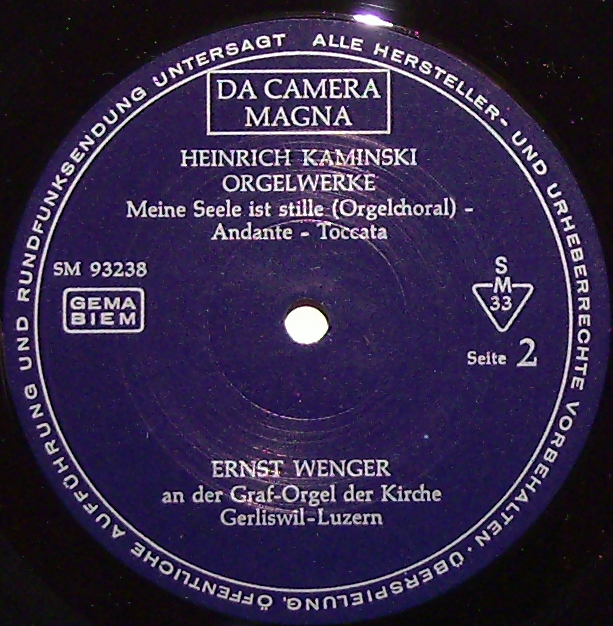 DA CAMERA
MAGNA
HEINRICH KAMINSKI
ORGELWERKE
Meine Seele ist stille (Orgelchoral) -
Andante - Toccata
SM 93238
GEMA
BIEM
S
M
33
Seite 2
ERNST WENGER
an der Graf-Orgel der Kirche
Gerliswil-Luzern
ALLE HERSTELLER- UND URHEBERRECHTE VORBEHALTEN · ÜBERSPIELUNG, ÖFFENTLICHE AUFFÜHRUNG UND RUNDFUNKSENDUNG UNTERSAGT